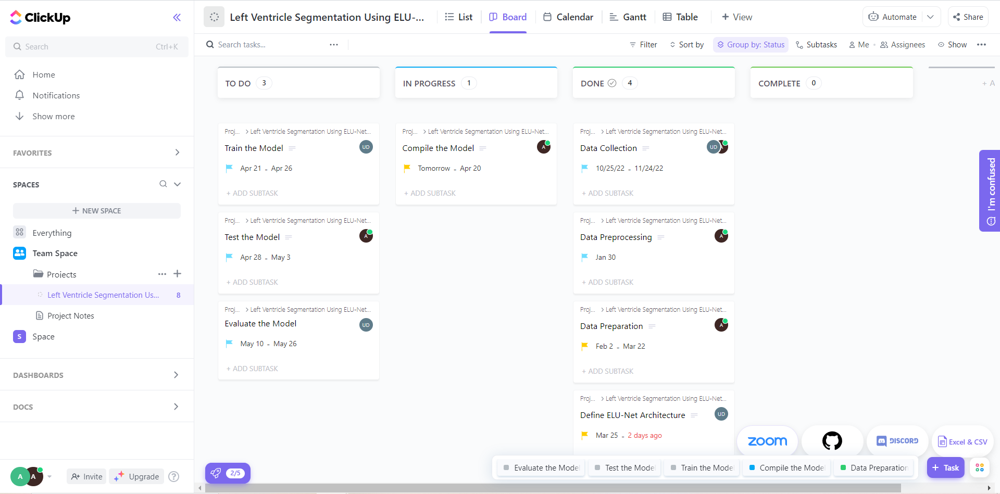 ClickUp
Search Ctrl+K
Home
Notifications
Show more
FAVORITES
SPACES
+ NEW SPACE
Everything
Team Space
Projects
Left Ventricle Segmentation Us... 8
Project Notes
S Space
DASHBOARDS
DOCS
A A Invite Upgrade ?
Left Ventricle Segmentation Using ELU-... List Board Calendar Gantt Table + View Automate Share
Search tasks... Filter Sort by Group by: Status Subtasks Me Assignees Show
TO DO 3
Proj... > Left Ventricle Segmentation Using ELU-Net...
Train the Model UD
Apr 21 - Apr 26
+ ADD SUBTASK
Proj... > Left Ventricle Segmentation Using ELU-Net...
Test the Model A
Apr 28 - May 3
+ ADD SUBTASK
Proj... > Left Ventricle Segmentation Using ELU-Net...
Evaluate the Model UD
May 10 - May 26
+ ADD SUBTASK
IN PROGRESS 1
Proj... > Left Ventricle Segmentation Using ELU-Net...
Compile the Model A
Tomorrow - Apr 20
+ ADD SUBTASK
DONE 4
Proj... > Left Ventricle Segmentation Using ELU-Net...
Data Collection UD A
10/25/22 - 11/24/22
+ ADD SUBTASK
Proj... > Left Ventricle Segmentation Using ELU-Net...
Data Preprocessing A
Jan 30
+ ADD SUBTASK
Proj... > Left Ventricle Segmentation Using ELU-Net...
Data Preparation A
Feb 2 - Mar 22
+ ADD SUBTASK
Proj... > Left Ventricle Segmentation Using ELU-Net...
Define ELU-Net Architecture UD
Mar 25 - 2 days ago
COMPLETE 0
+ A
I'm confused
zoom DISCORD Excel & CSV
2/5
Evaluate the Model Test the Mode Train the Mode Compile the Model Data Preparation + Task